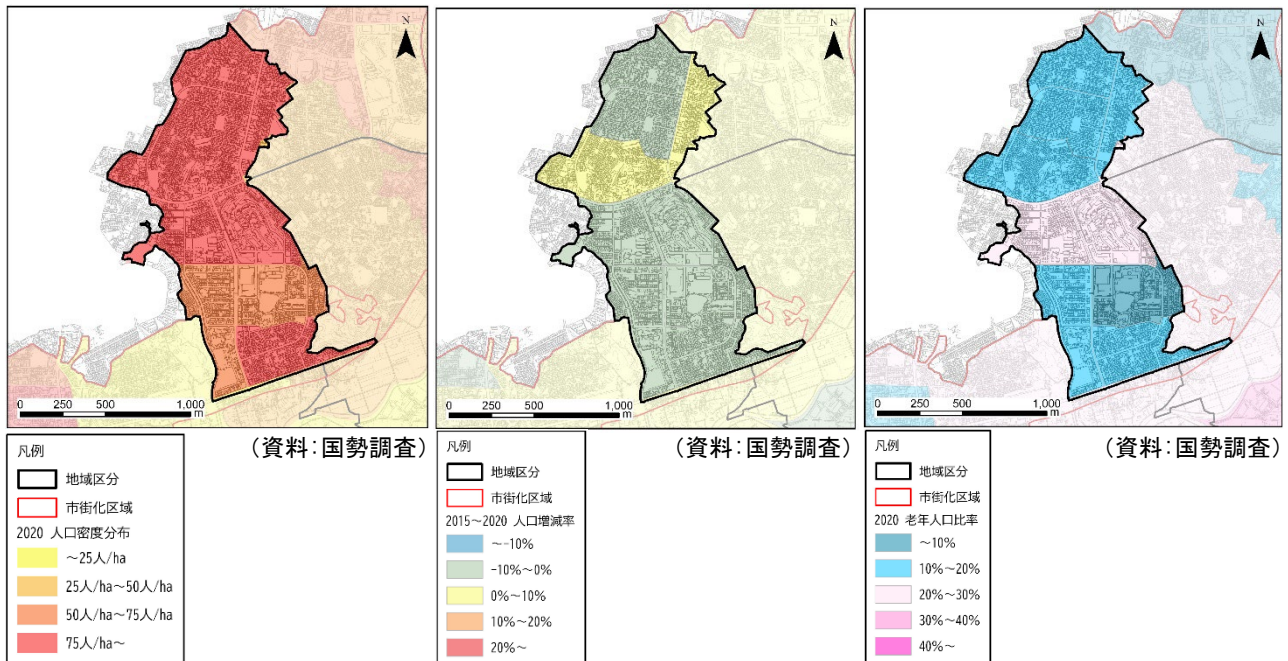 N
0 250 500 1,000
m
(資料:国勢調査)
凡例
地域区分
市街化区域
2020 人口密度分布
～25人/ha
25人/ha～50人/ha
50人/ha～75人/ha
75人/ha～
N
0 250 500 1,000
m
(資料:国勢調査)
凡例
地域区分
市街化区域
2015～2020 人口増減率
～-10%
-10%～0%
0%～10%
10%～20%
20%～
N
0 250 500 1,000
m
(資料:国勢調査)
凡例
地域区分
市街化区域
2020 老年人口比率
～10%
10%～20%
20%～30%
30%～40%
40%～